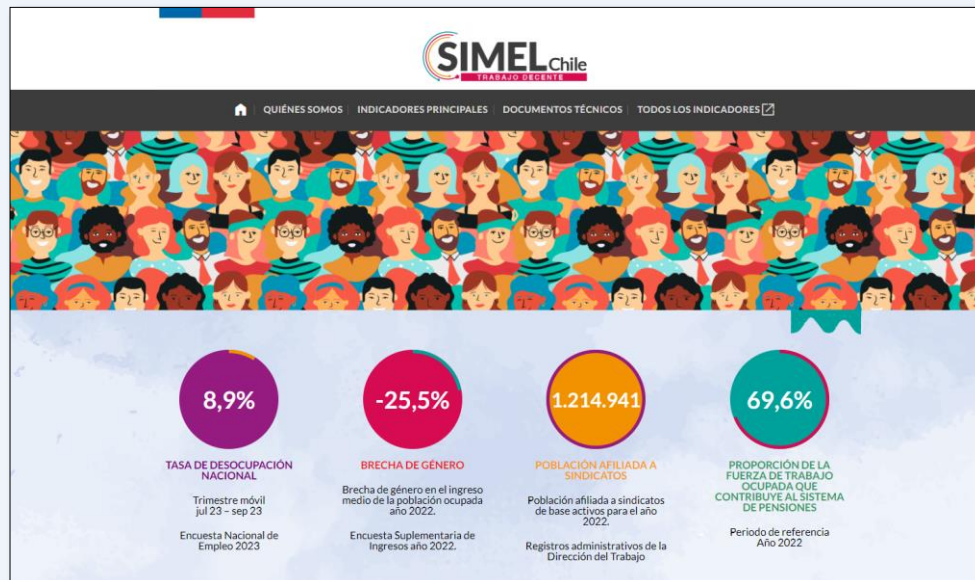 SIMEL Chile
TRABAJO DECENTE
QUIÉNES SOMOS | INDICADORES PRINCIPALES | DOCUMENTOS TÉCNICOS | TODOS LOS INDICADORES
8,9%
TASA DE DESOCUPACIÓN
NACIONAL
Trimestre móvil
jul 23 – sep 23
Encuesta Nacional de
Empleo 2023
-25,5%
BRECHA DE GÉNERO
Brecha de género en el ingreso
medio de la población ocupada
año 2022.
Encuesta Suplementaria de
Ingresos año 2022.
1.214.941
POBLACIÓN AFILIADA A
SINDICATOS
Población afiliada a sindicatos
de base activos para el año
2022.
Registros administrativos de la
Dirección del Trabajo
69,6%
PROPORCIÓN DE LA
FUERZA DE TRABAJO
OCUPADA QUE
CONTRIBUYE AL SISTEMA
DE PENSIONES
Periodo de referencia
Año 2022